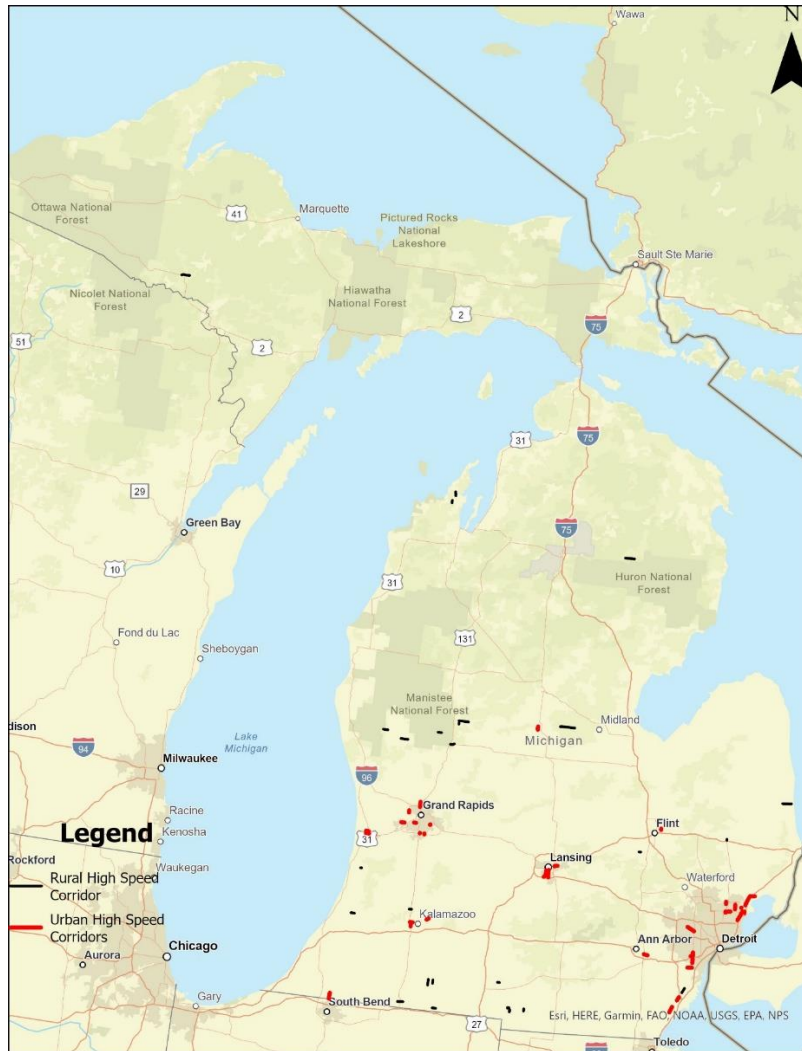 Wawa
N
Ottawa National
Forest
41
Marquette
Pictured Rocks
National
Lakeshore
Sault Ste Marie
Nicolet National
Forest
Hiawatha
National Forest
2
75
51
2
31
75
29
Green Bay
75
10
31
Huron National
Forest
Fond du Lac
Sheboygan
131
Manistee
National Forest
dison
94
Lake
Michigan
Michigan
Midland
Milwaukee
96
Racine
Grand Rapids
Legend
Kenosha
31
Flint
Rockford
Waukegan
Lansing
Waterford
Rural High Speed
Corridor
Urban High Speed
Corridors
Kalamazoo
Aurora
Chicago
Ann Arbor
Detroit
Gary
South Bend
27
Esri, HERE, Garmin, FAO, NOAA, USGS, EPA, NPS
Toledo